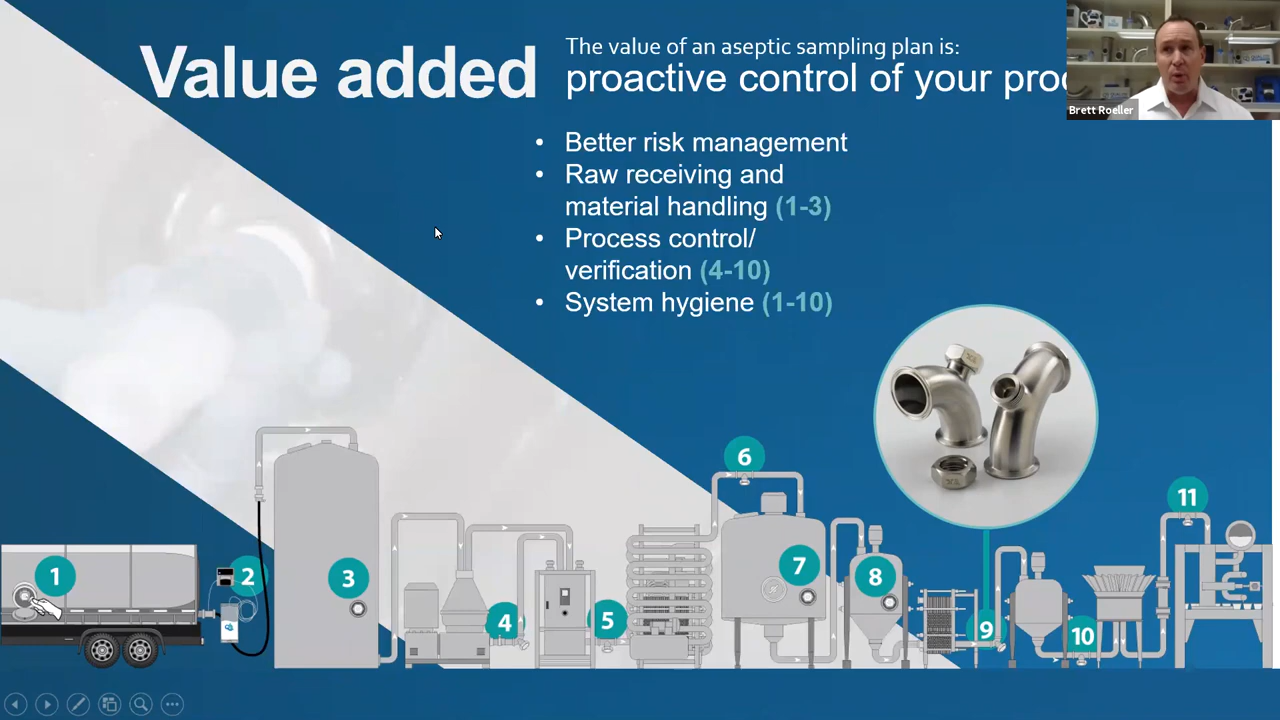 Value added
The value of an aseptic sampling plan is:
proactive control of your
Brett Roeller
• Better risk management
• Raw receiving and
material handling (1-3)
• Process control/
verification (4-10)
• System hygiene (1-10)
6
11
1
2
3
4
5
7
8
9
10